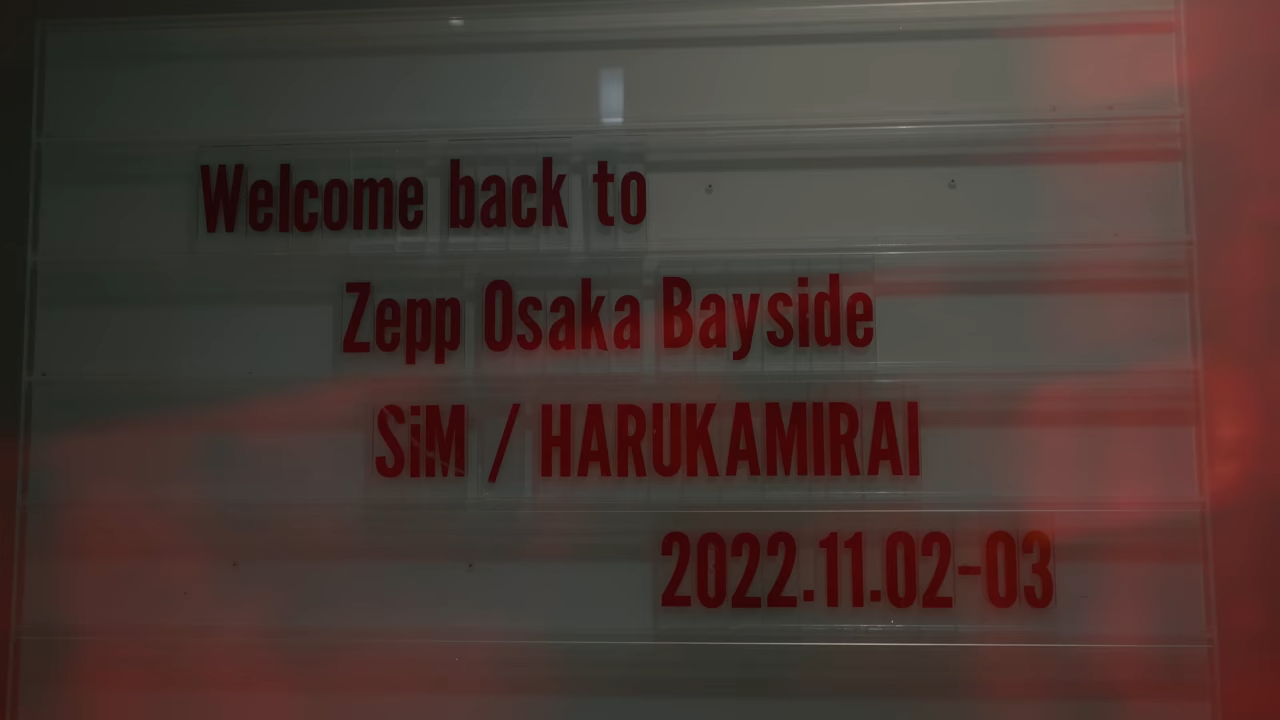 Welcome back to
Zepp Osaka Bayside
SiM / HARUKAMIRAI
2022.11.02-03